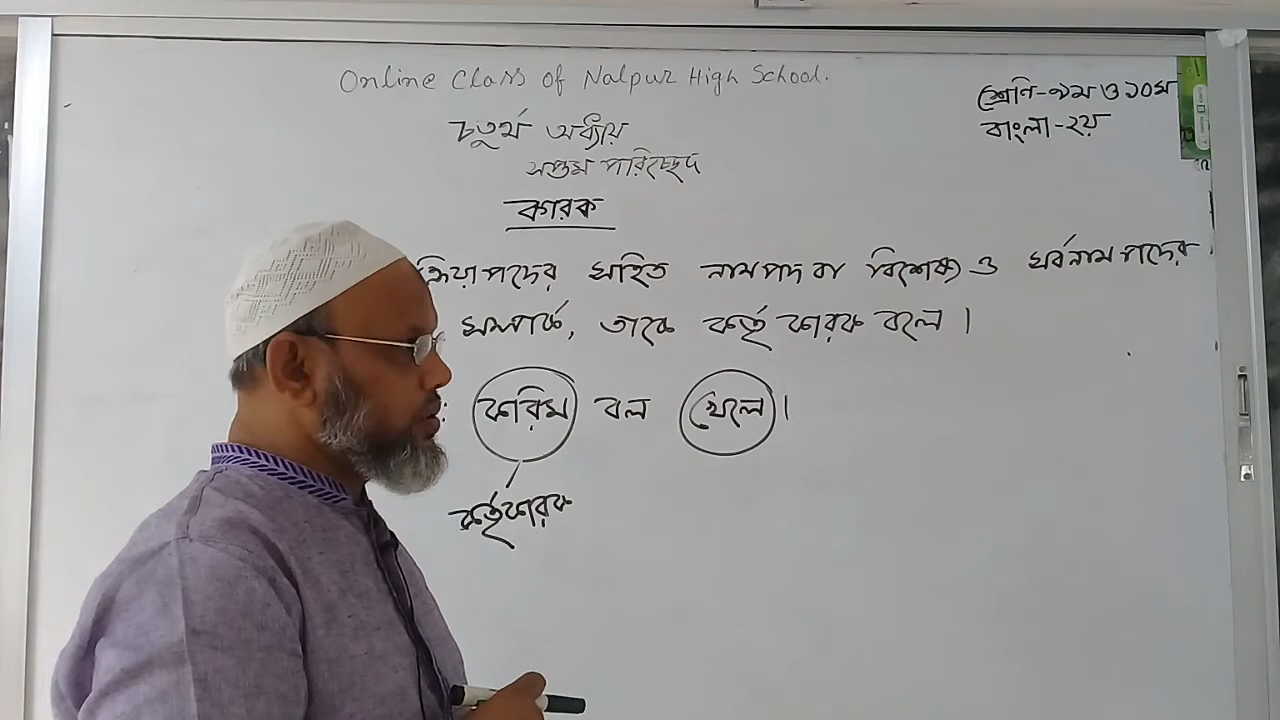 Online Class of Nalpur High School.
শ্রেণি-৯ম ও ১০ম
বাংলা-২য়
চতুর্থ অধ্যায়
সপ্তম পরিচ্ছেদ
কারক
ক্রিয়াপদের সহিত নামপদ বা বিশেষ্য ও সর্বনাম পদের
সম্পর্ক, তাকে কর্তৃকারক বলে।
: করিম বল খেলে।
কর্তৃকারক